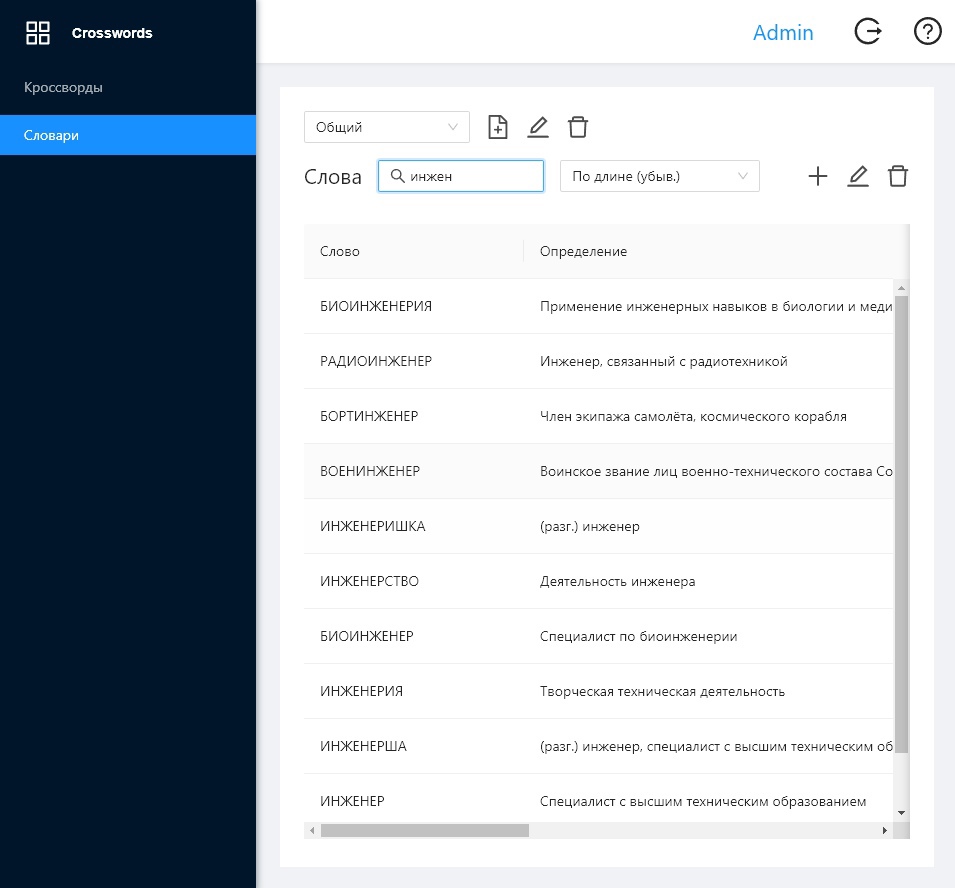 Crosswords
Admin
Кроссворды
Словари
Общий
Слова инжен По длине (убыв.)
Слово Определение
БИОИНЖЕНЕРИЯ Применение инженерных навыков в биологии и меди
РАДИОИНЖЕНЕР Инженер, связанный с радиотехникой
БОРТИНЖЕНЕР Член экипажа самолёта, космического корабля
ВОЕНИНЖЕНЕР Воинское звание лиц военно-технического состава Со
ИНЖЕНЕРИШКА (разг.) инженер
ИНЖЕНЕРСТВО Деятельность инженера
БИОИНЖЕНЕР Специалист по биоинженерии
ИНЖЕНЕРИЯ Творческая техническая деятельность
ИНЖЕНЕРША (разг.) инженер, специалист с высшим техническим об
ИНЖЕНЕР Специалист с высшим техническим образованием